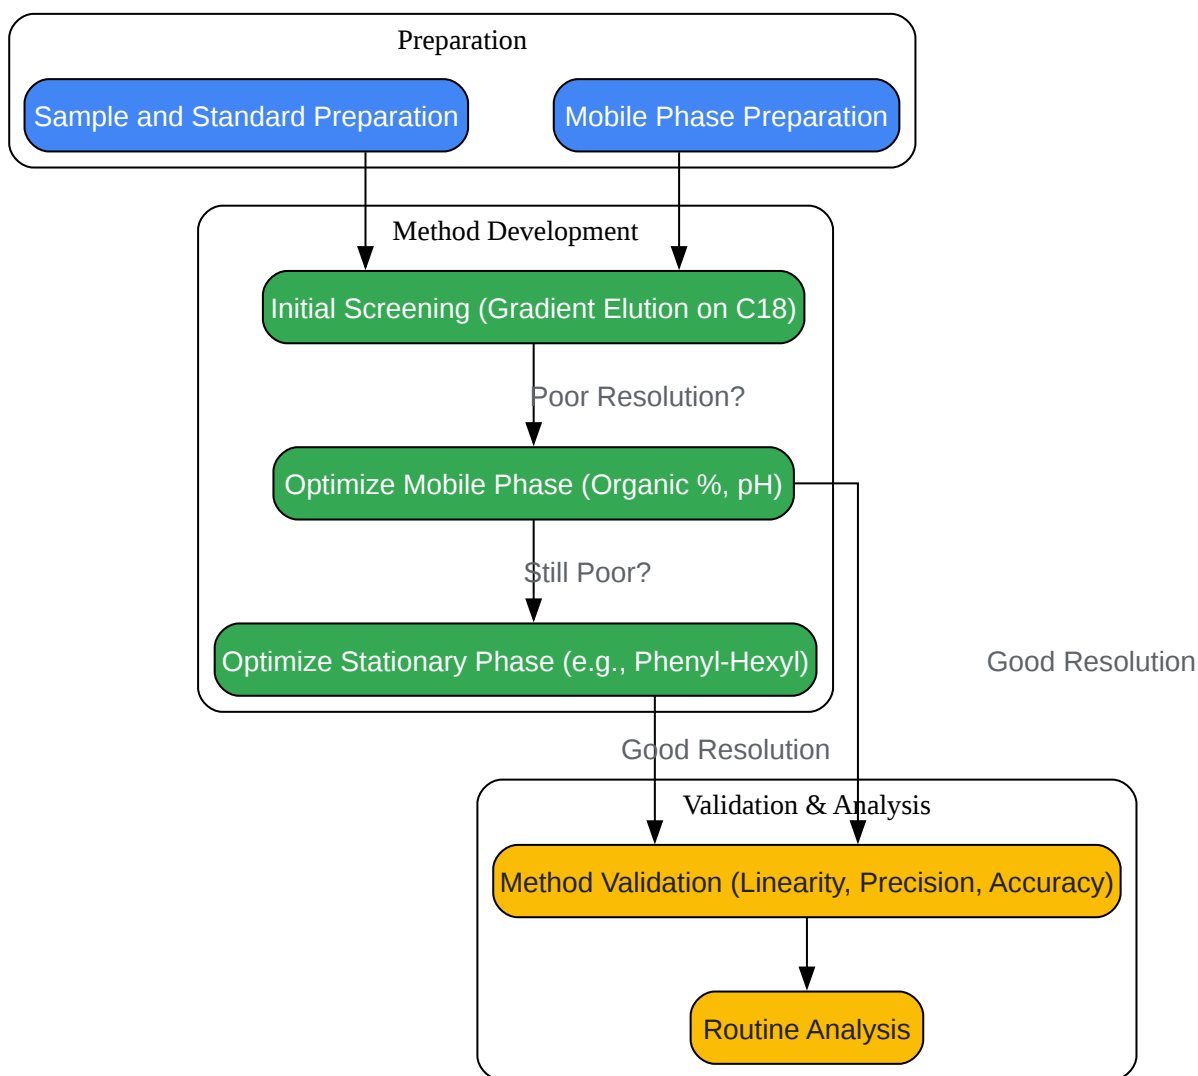 Preparation
Sample and Standard Preparation
Mobile Phase Preparation
Method Development
Initial Screening (Gradient Elution on C18)
Poor Resolution?
Optimize Mobile Phase (Organic %, pH)
Still Poor?
Optimize Stationary Phase (e.g., Phenyl-Hexyl)
Good Resolution
Good Resolution
Validation & Analysis
Method Validation (Linearity, Precision, Accuracy)
Routine Analysis